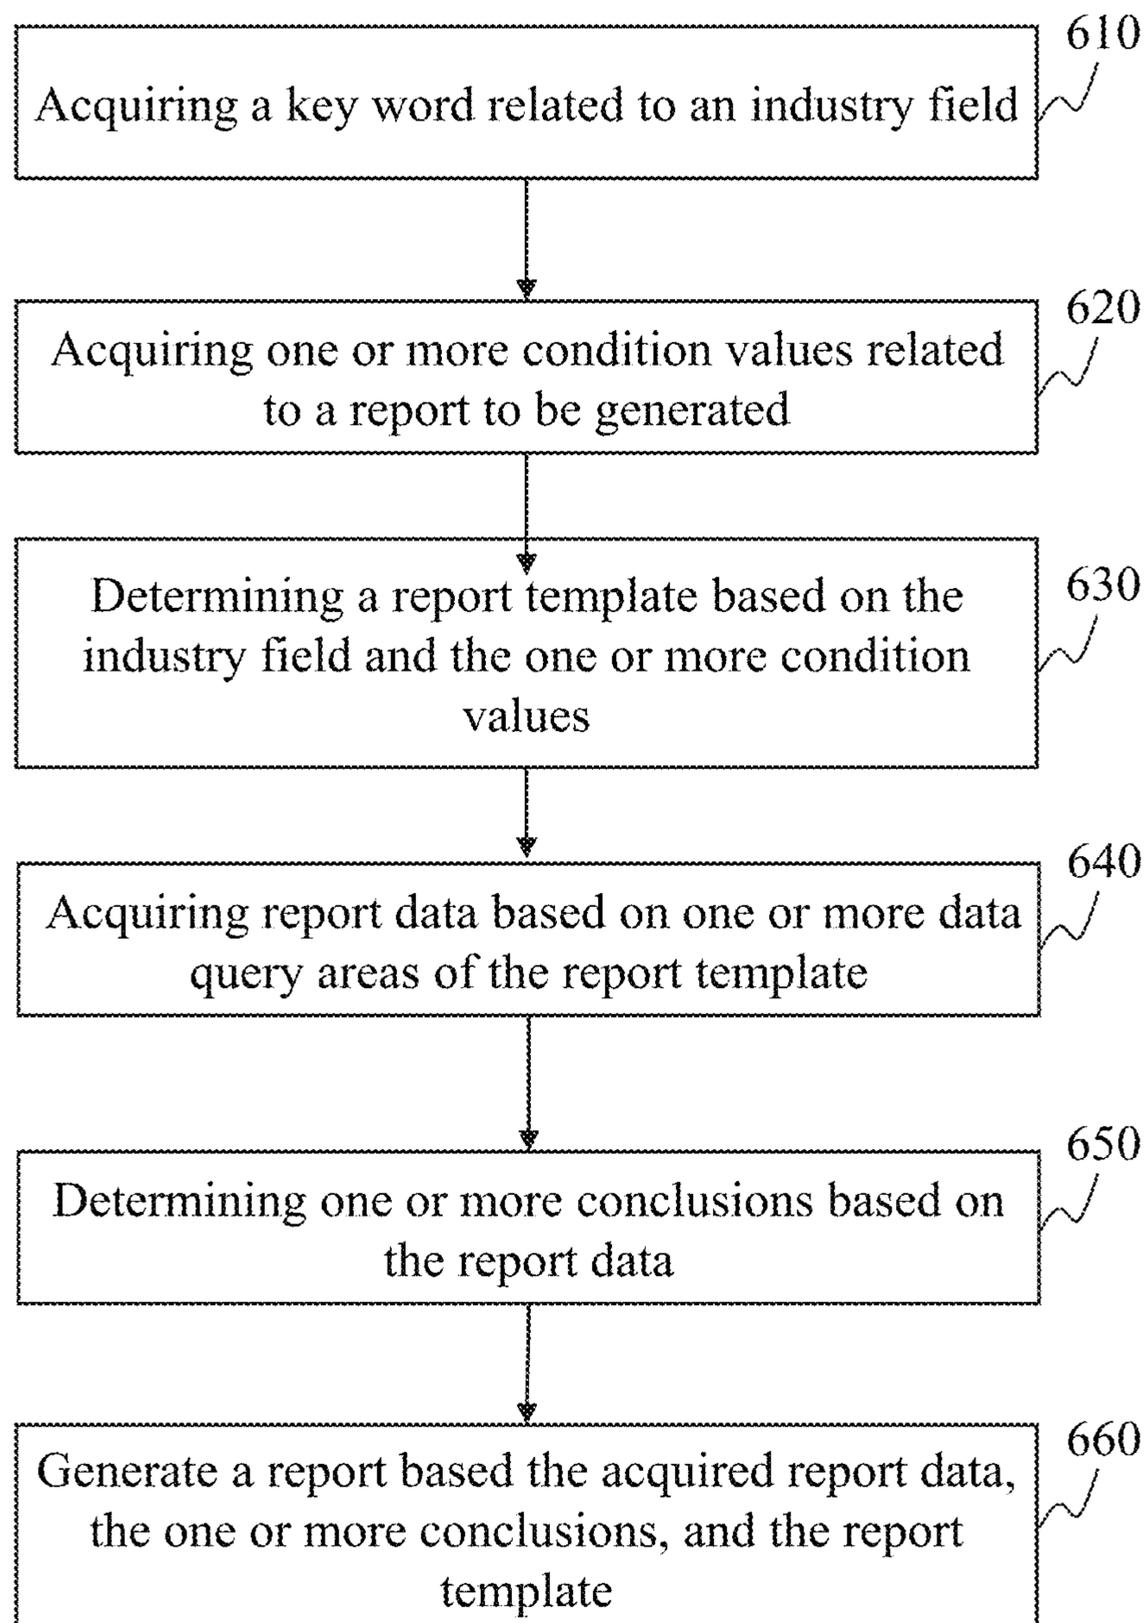 610
Acquiring a key word related to an industry field
620
Acquiring one or more condition values related
to a report to be generated
630
Determining a report template based on the
industry field and the one or more condition
values
640
Acquiring report data based on one or more data
query areas of the report template
650
Determining one or more conclusions based on
the report data
660
Generate a report based the acquired report data,
the one or more conclusions, and the report
template